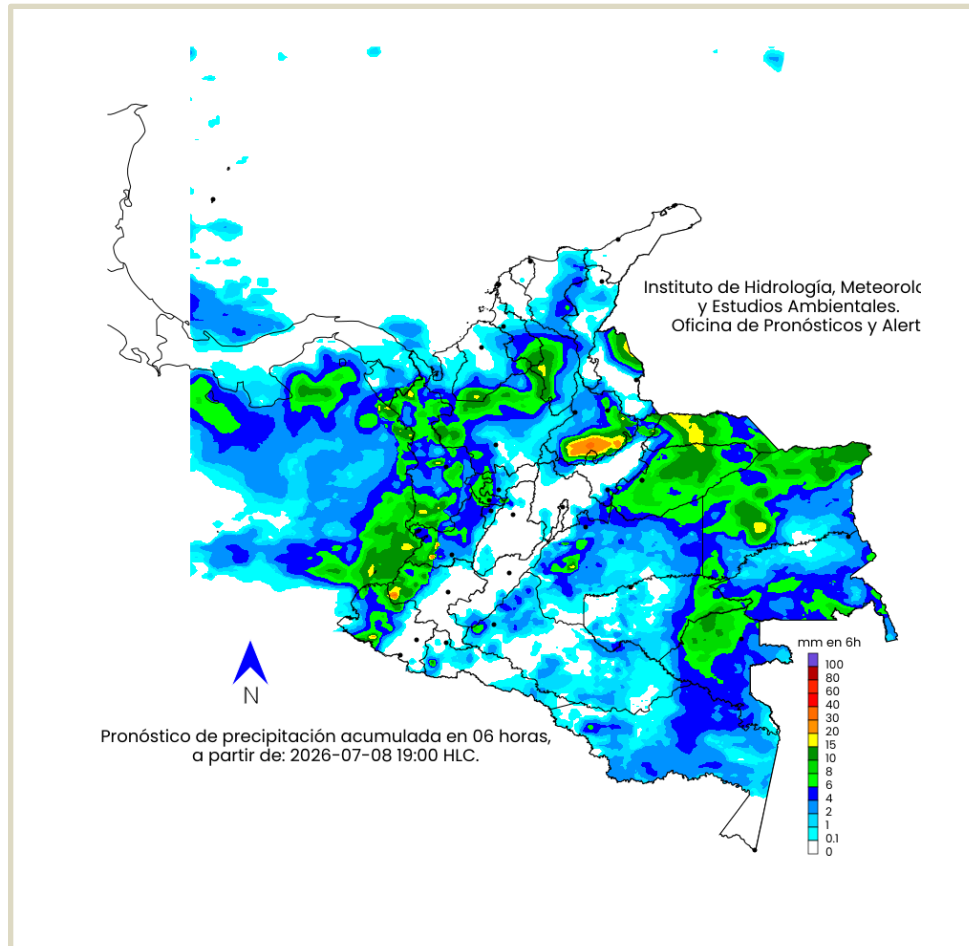 Instituto de Hidrología, Meteorolc
y Estudios Ambientales.
Oficina de Pronósticos y Alert
mm en 6h
100
80
60
40
30
20
15
10
8
6
4
2
1
0.1
0
N
Pronóstico de precipitación acumulada en 06 horas,
a partir de: 2026-07-08 19:00 HLC.